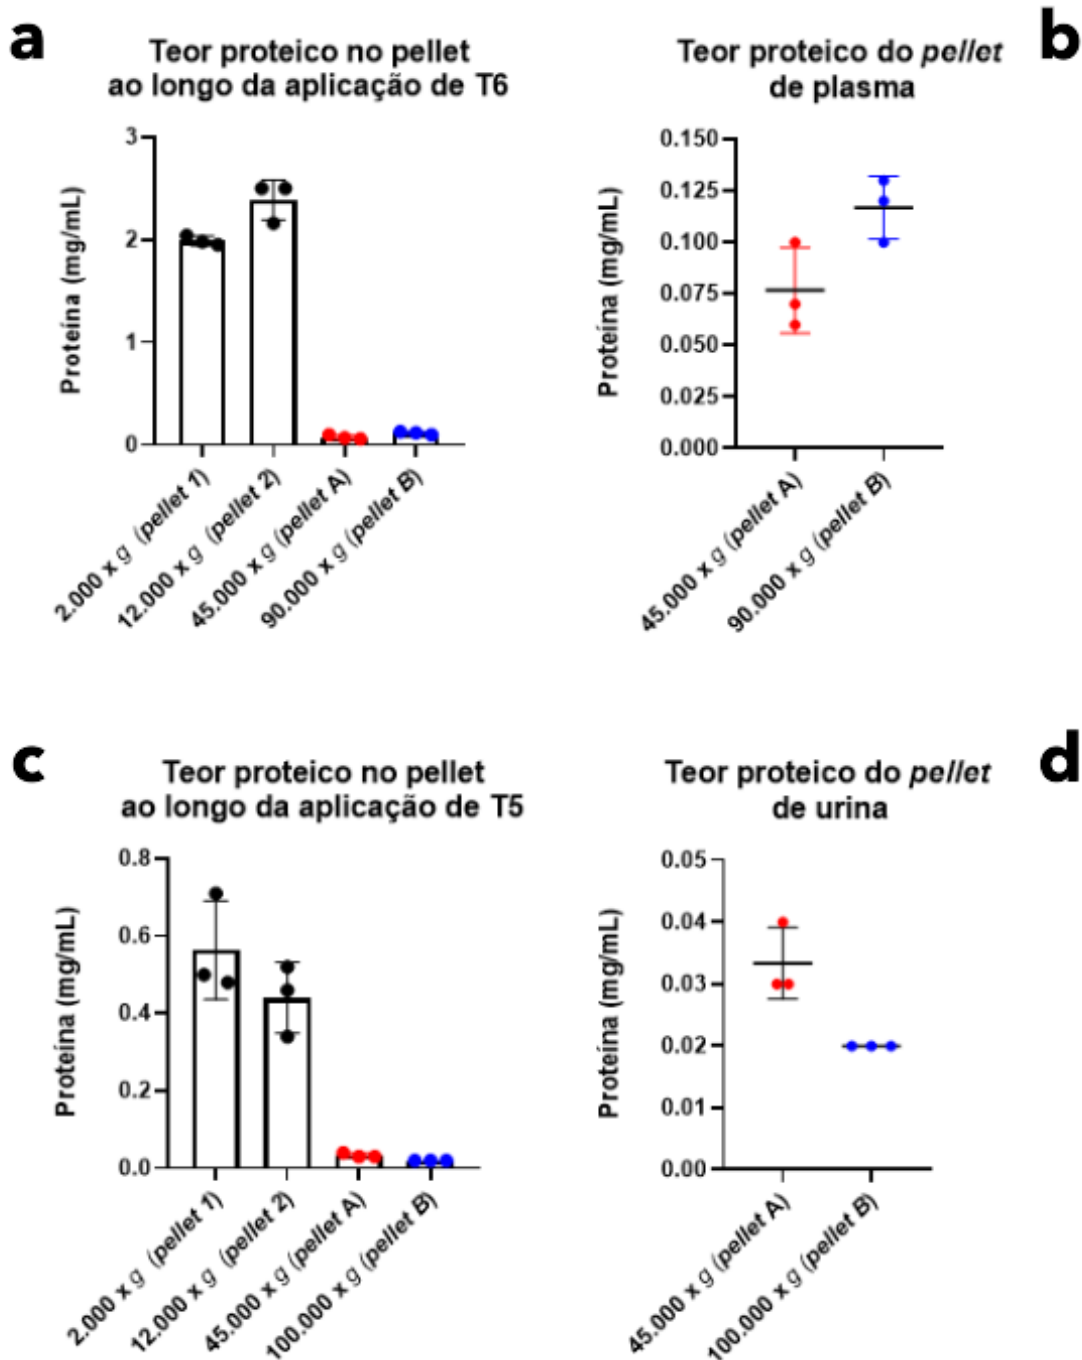 a
Teor proteico no pellet
ao longo da aplicação de T6
Proteína (mg/mL)
3
2
1
0
2.000 x g (pellet 1)
12.000 x g (pellet 2)
45.000 x g (pellet A)
90.000 x g (pellet B)
b
Teor proteico do pellet
de plasma
Proteína (mg/mL)
0.150
0.125
0.100
0.075
0.050
0.025
0.000
45.000 x g (pellet A)
90.000 x g (pellet B)
c
Teor proteico no pellet
ao longo da aplicação de T5
Proteína (mg/mL)
0.8
0.6
0.4
0.2
0.0
2.000 x g (pellet 1)
12.000 x g (pellet 2)
45.000 x g (pellet A)
100.000 x g (pellet B)
d
Teor proteico do pellet
de urina
Proteína (mg/mL)
0.05
0.04
0.03
0.02
0.01
0.00
45.000 x g (pellet A)
100.000 x g (pellet B)